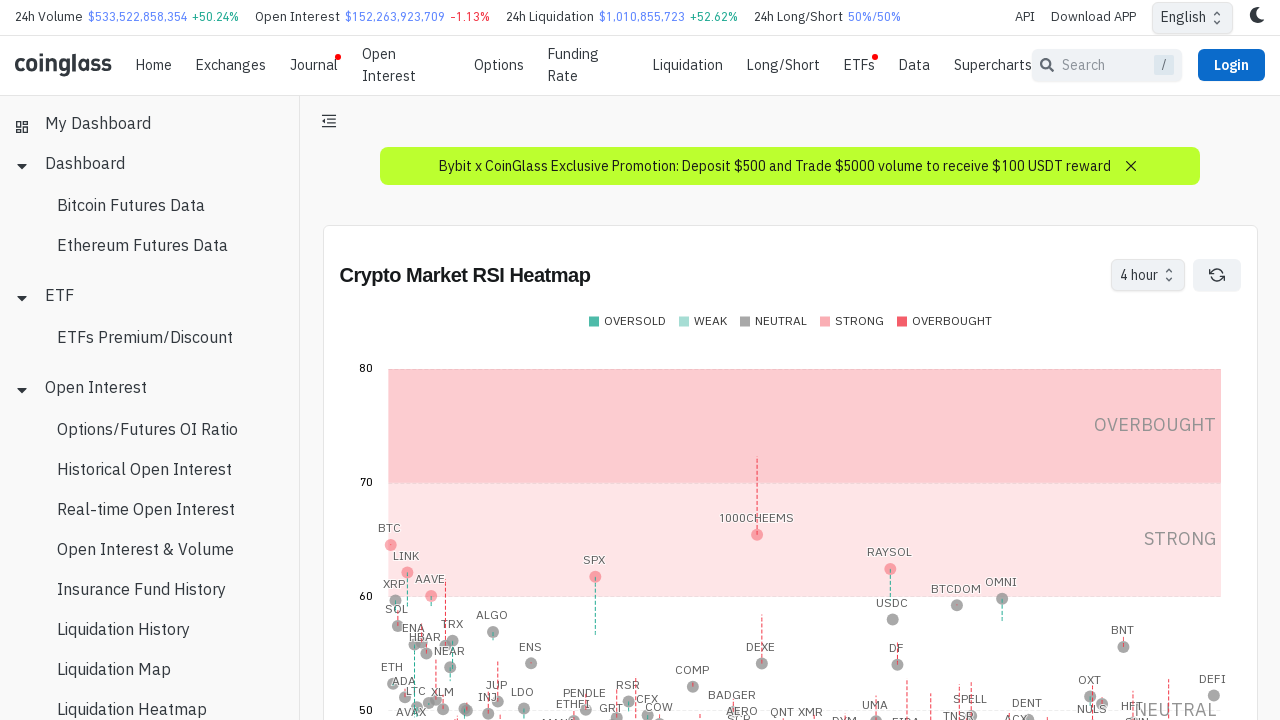 24h Volume $533,522,858,354 +50.24% Open Interest $152,263,923,709 -1.13% 24h Liquidation $1,010,855,723 +52.62% 24h Long/Short 50%/50% API Download APP English
coinglass Home Exchanges Journal Open Interest Options Funding Rate Liquidation Long/Short ETFs Data Supercharts Search / Login
My Dashboard
Dashboard
Bitcoin Futures Data
Ethereum Futures Data
ETF
ETFs Premium/Discount
Open Interest
Options/Futures OI Ratio
Historical Open Interest
Real-time Open Interest
Open Interest & Volume
Insurance Fund History
Liquidation History
Liquidation Map
Liquidation Heatmap
Bybit x CoinGlass Exclusive Promotion: Deposit $500 and Trade $5000 volume to receive $100 USDT reward
Crypto Market RSI Heatmap
4 hour
OVERSOLD WEAK NEUTRAL STRONG OVERBOUGHT
80
OVERBOUGHT
70
1000CHEEMS
BTC
STRONG
LINK SPX RAYSOL
XRP AAVE BTCDOM OMNI
60
SOL USDC
ENA TRX ALGO
HBAR BNT
NEAR ENS DEXE DF
ETH COMP
ADA JUP RSR OXT DEFI
LTC XLM INJ LDO PENDLE CFX BADGER SPELL
AVAX ETHFI GRT COW AERO QNT XMR UMA DENT NULS HFT
50 NEUTRAL
DYM TNSR ACX